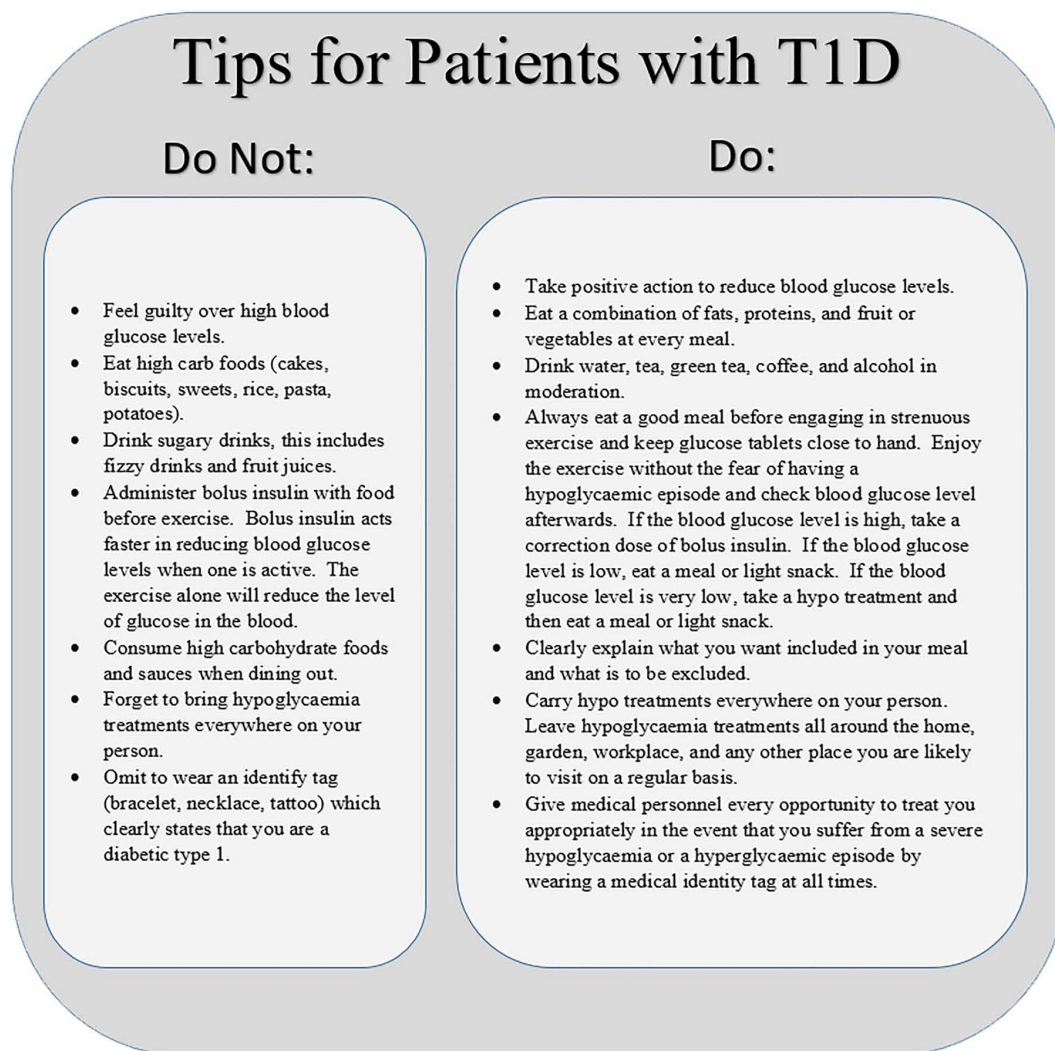 Tips for Patients with T1D
Do Not:
• Feel guilty over high blood
glucose levels.
• Eat high carb foods (cakes,
biscuits, sweets, rice, pasta,
potatoes).
• Drink sugary drinks, this includes
fizzy drinks and fruit juices.
• Administer bolus insulin with food
before exercise. Bolus insulin acts
faster in reducing blood glucose
levels when one is active. The
exercise alone will reduce the level
of glucose in the blood.
• Consume high carbohydrate foods
and sauces when dining out.
• Forget to bring hypoglycaemia
treatments everywhere on your
person.
• Omit to wear an identify tag
(bracelet, necklace, tattoo) which
clearly states that you are a
diabetic type 1.
Do:
• Take positive action to reduce blood glucose levels.
• Eat a combination of fats, proteins, and fruit or
vegetables at every meal.
• Drink water, tea, green tea, coffee, and alcohol in
moderation.
• Always eat a good meal before engaging in strenuous
exercise and keep glucose tablets close to hand. Enjoy
the exercise without the fear of having a
hypoglycaemic episode and check blood glucose level
afterwards. If the blood glucose level is high, take a
correction dose of bolus insulin. If the blood glucose
level is low, eat a meal or light snack. If the blood
glucose level is very low, take a hypo treatment and
then eat a meal or light snack.
• Clearly explain what you want included in your meal
and what is to be excluded.
• Carry hypo treatments everywhere on your person.
Leave hypoglycaemia treatments all around the home,
garden, workplace, and any other place you are likely
to visit on a regular basis.
• Give medical personnel every opportunity to treat you
appropriately in the event that you suffer from a severe
hypoglycaemia or a hyperglycaemic episode by
wearing a medical identity tag at all times.